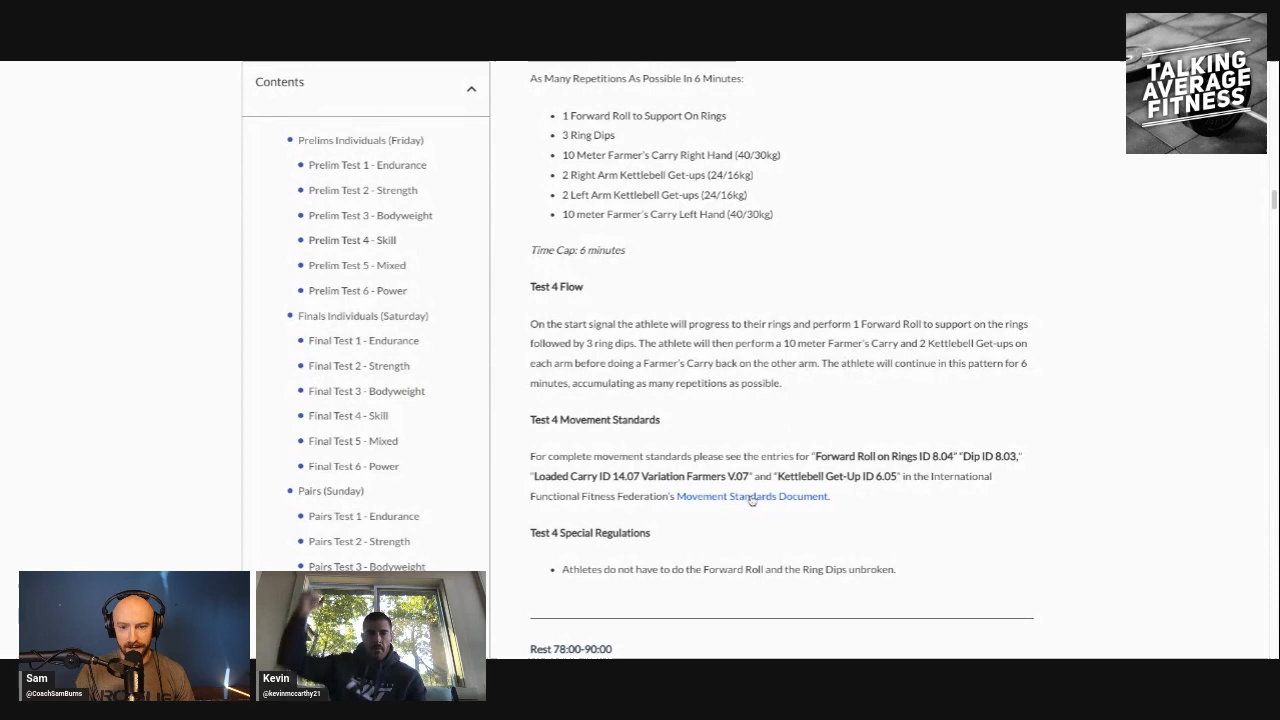 Contents
Prelims Individuals (Friday)
Prelim Test 1 - Endurance
Prelim Test 2 - Strength
Prelim Test 3 - Bodyweight
Prelim Test 4 - Skill
Prelim Test 5 - Mixed
Prelim Test 6 - Power
Finals Individuals (Saturday)
Final Test 1 - Endurance
Final Test 2 - Strength
Final Test 3 - Bodyweight
Final Test 4 - Skill
Final Test 5 - Mixed
Final Test 6 - Power
Pairs (Sunday)
Pairs Test 1 - Endurance
Pairs Test 2 - Strength
Pairs Test 3 - Bodyweight
As Many Repetitions As Possible In 6 Minutes:
1 Forward Roll to Support On Rings
3 Ring Dips
10 Meter Farmer's Carry Right Hand (40/30kg)
2 Right Arm Kettlebell Get-ups (24/16kg)
2 Left Arm Kettlebell Get-ups (24/16kg)
10 meter Farmer's Carry Left Hand (40/30kg)
Time Cap: 6 minutes
Test 4 Flow
On the start signal the athlete will progress to their rings and perform 1 Forward Roll to support on the rings
followed by 3 ring dips. The athlete will then perform a 10 meter Farmer's Carry and 2 Kettlebell Get-ups on
each arm before doing a Farmer's Carry back on the other arm. The athlete will continue in this pattern for 6
minutes, accumulating as many repetitions as possible.
Test 4 Movement Standards
For complete movement standards please see the entries for "Forward Roll on Rings ID 8.04" "Dip ID 8.03,"
"Loaded Carry ID 14.07 Variation Farmers V.07" and "Kettlebell Get-Up ID 6.05" in the International
Functional Fitness Federation's Movement Standards Document.
Test 4 Special Regulations
Athletes do not have to do the Forward Roll and the Ring Dips unbroken.
Rest 78:00-90:00
TALKING
AVERAGE
FITNESS
Sam
@CoachSamBurns
Kevin
@kevinmccarthy21